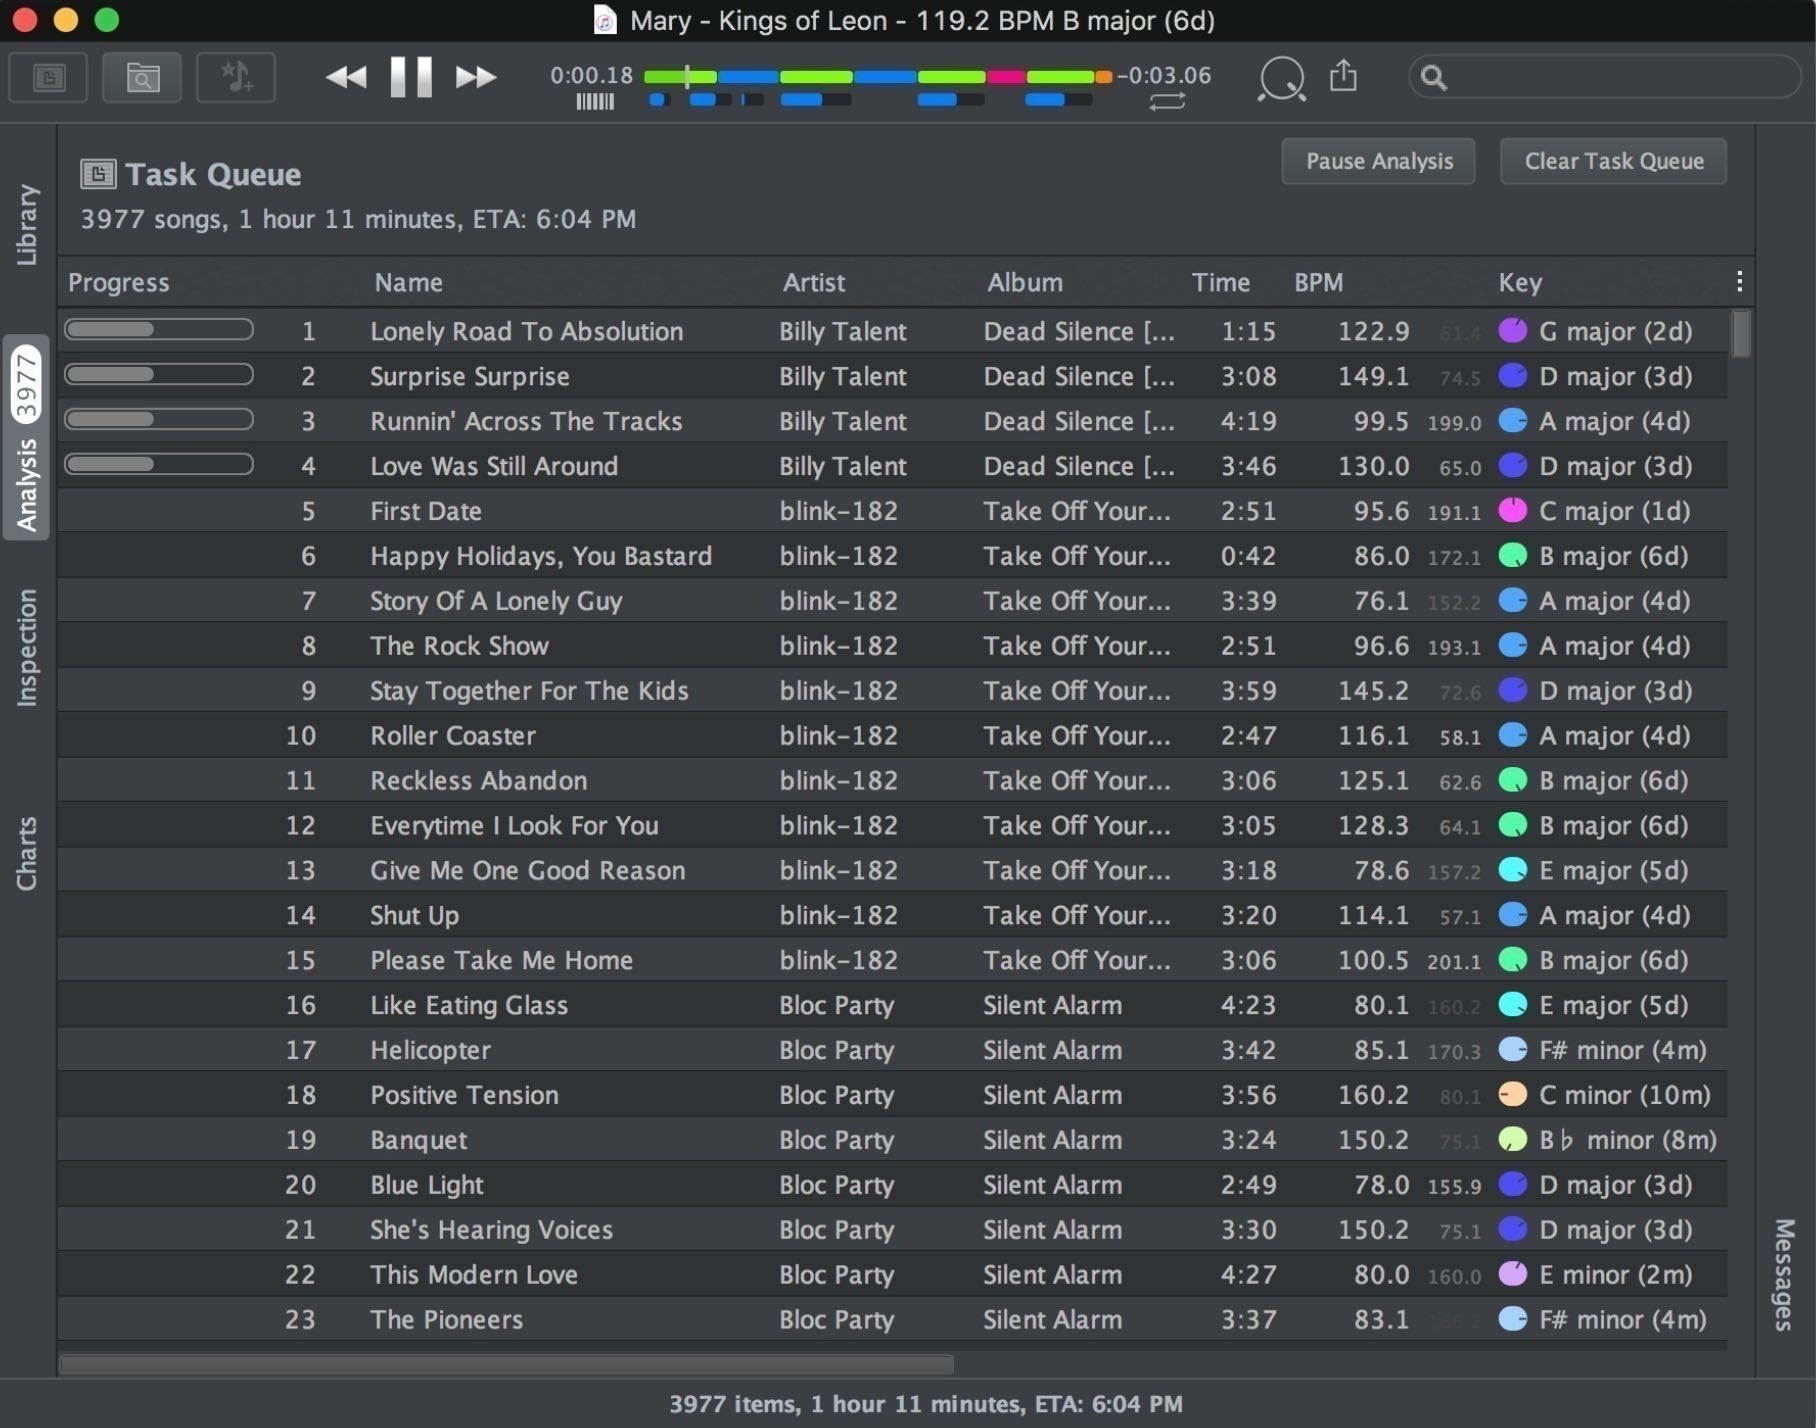 Mary - Kings of Leon - 119.2 BPM B major (6d)
0:00.18 -0:03.06
Task Queue
Pause Analysis Clear Task Queue
3977 songs, 1 hour 11 minutes, ETA: 6:04 PM
Library
Analysis 3977
Inspection
Charts
Progress Name Artist Album Time BPM Key
1 Lonely Road To Absolution Billy Talent Dead Silence [... 1:15 122.9 61.4 G major (2d)
2 Surprise Surprise Billy Talent Dead Silence [... 3:08 149.1 74.5 D major (3d)
3 Runnin' Across The Tracks Billy Talent Dead Silence [... 4:19 99.5 199.0 A major (4d)
4 Love Was Still Around Billy Talent Dead Silence [... 3:46 130.0 65.0 D major (3d)
5 First Date blink-182 Take Off Your... 2:51 95.6 191.1 C major (1d)
6 Happy Holidays, You Bastard blink-182 Take Off Your... 0:42 86.0 172.1 B major (6d)
7 Story Of A Lonely Guy blink-182 Take Off Your... 3:39 76.1 152.2 A major (4d)
8 The Rock Show blink-182 Take Off Your... 2:51 96.6 193.1 A major (4d)
9 Stay Together For The Kids blink-182 Take Off Your... 3:59 145.2 72.6 D major (3d)
10 Roller Coaster blink-182 Take Off Your... 2:47 116.1 58.1 A major (4d)
11 Reckless Abandon blink-182 Take Off Your... 3:06 125.1 62.6 B major (6d)
12 Everytime I Look For You blink-182 Take Off Your... 3:05 128.3 64.1 B major (6d)
13 Give Me One Good Reason blink-182 Take Off Your... 3:18 78.6 157.2 E major (5d)
14 Shut Up blink-182 Take Off Your... 3:20 114.1 57.1 A major (4d)
15 Please Take Me Home blink-182 Take Off Your... 3:06 100.5 201.1 B major (6d)
16 Like Eating Glass Bloc Party Silent Alarm 4:23 80.1 160.2 E major (5d)
17 Helicopter Bloc Party Silent Alarm 3:42 85.1 170.3 F# minor (4m)
18 Positive Tension Bloc Party Silent Alarm 3:56 160.2 80.1 C minor (10m)
19 Banquet Bloc Party Silent Alarm 3:24 150.2 75.1 B♭ minor (8m)
20 Blue Light Bloc Party Silent Alarm 2:49 78.0 155.9 D major (3d)
21 She's Hearing Voices Bloc Party Silent Alarm 3:30 150.2 75.1 D major (3d)
22 This Modern Love Bloc Party Silent Alarm 4:27 80.0 160.0 E minor (2m)
23 The Pioneers Bloc Party Silent Alarm 3:37 83.1 F# minor (4m)
Messages
3977 items, 1 hour 11 minutes, ETA: 6:04 PM